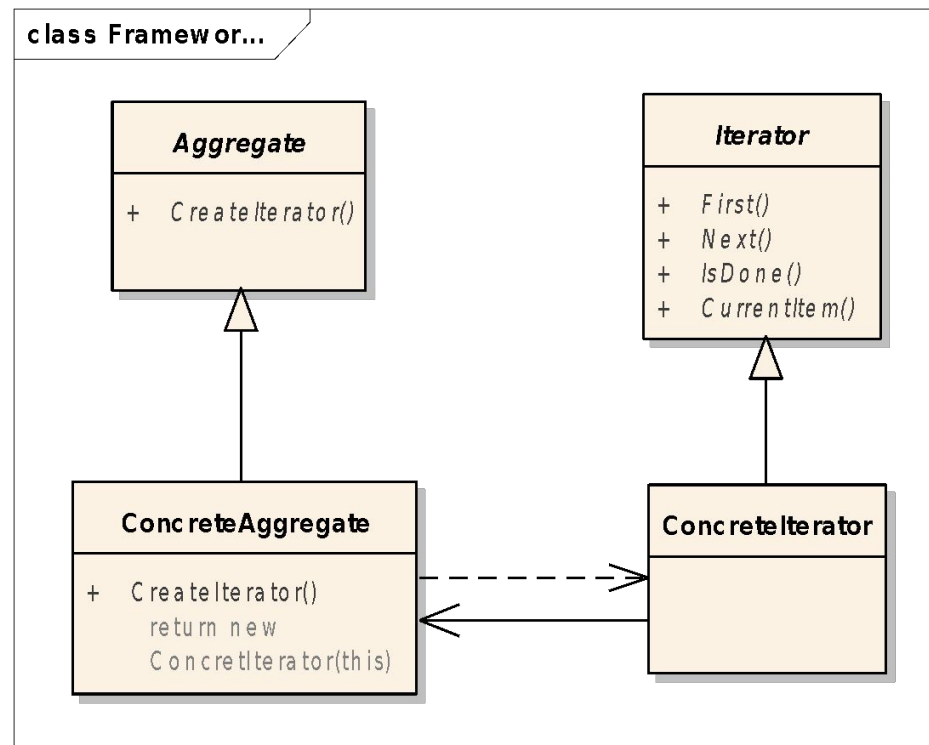 class Framewor...
Aggregate
+ CreateIterator()
Iterator
+ First()
+ Next()
+ IsDone()
+ CurrentItem()
ConcreteAggregate
+ CreateIterator()
return new
ConcretIterator(this)
ConcreteIterator